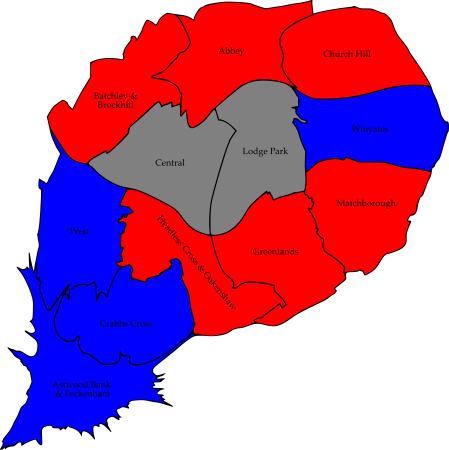 Abbey
Church Hill
Batchley &
Brockhill
Winyates
Lodge Park
Central
Matchborough
West
Headless Cross & Oakenshaw
Greenlands
Crabbs Cross
Astwood Bank
& Feckenham